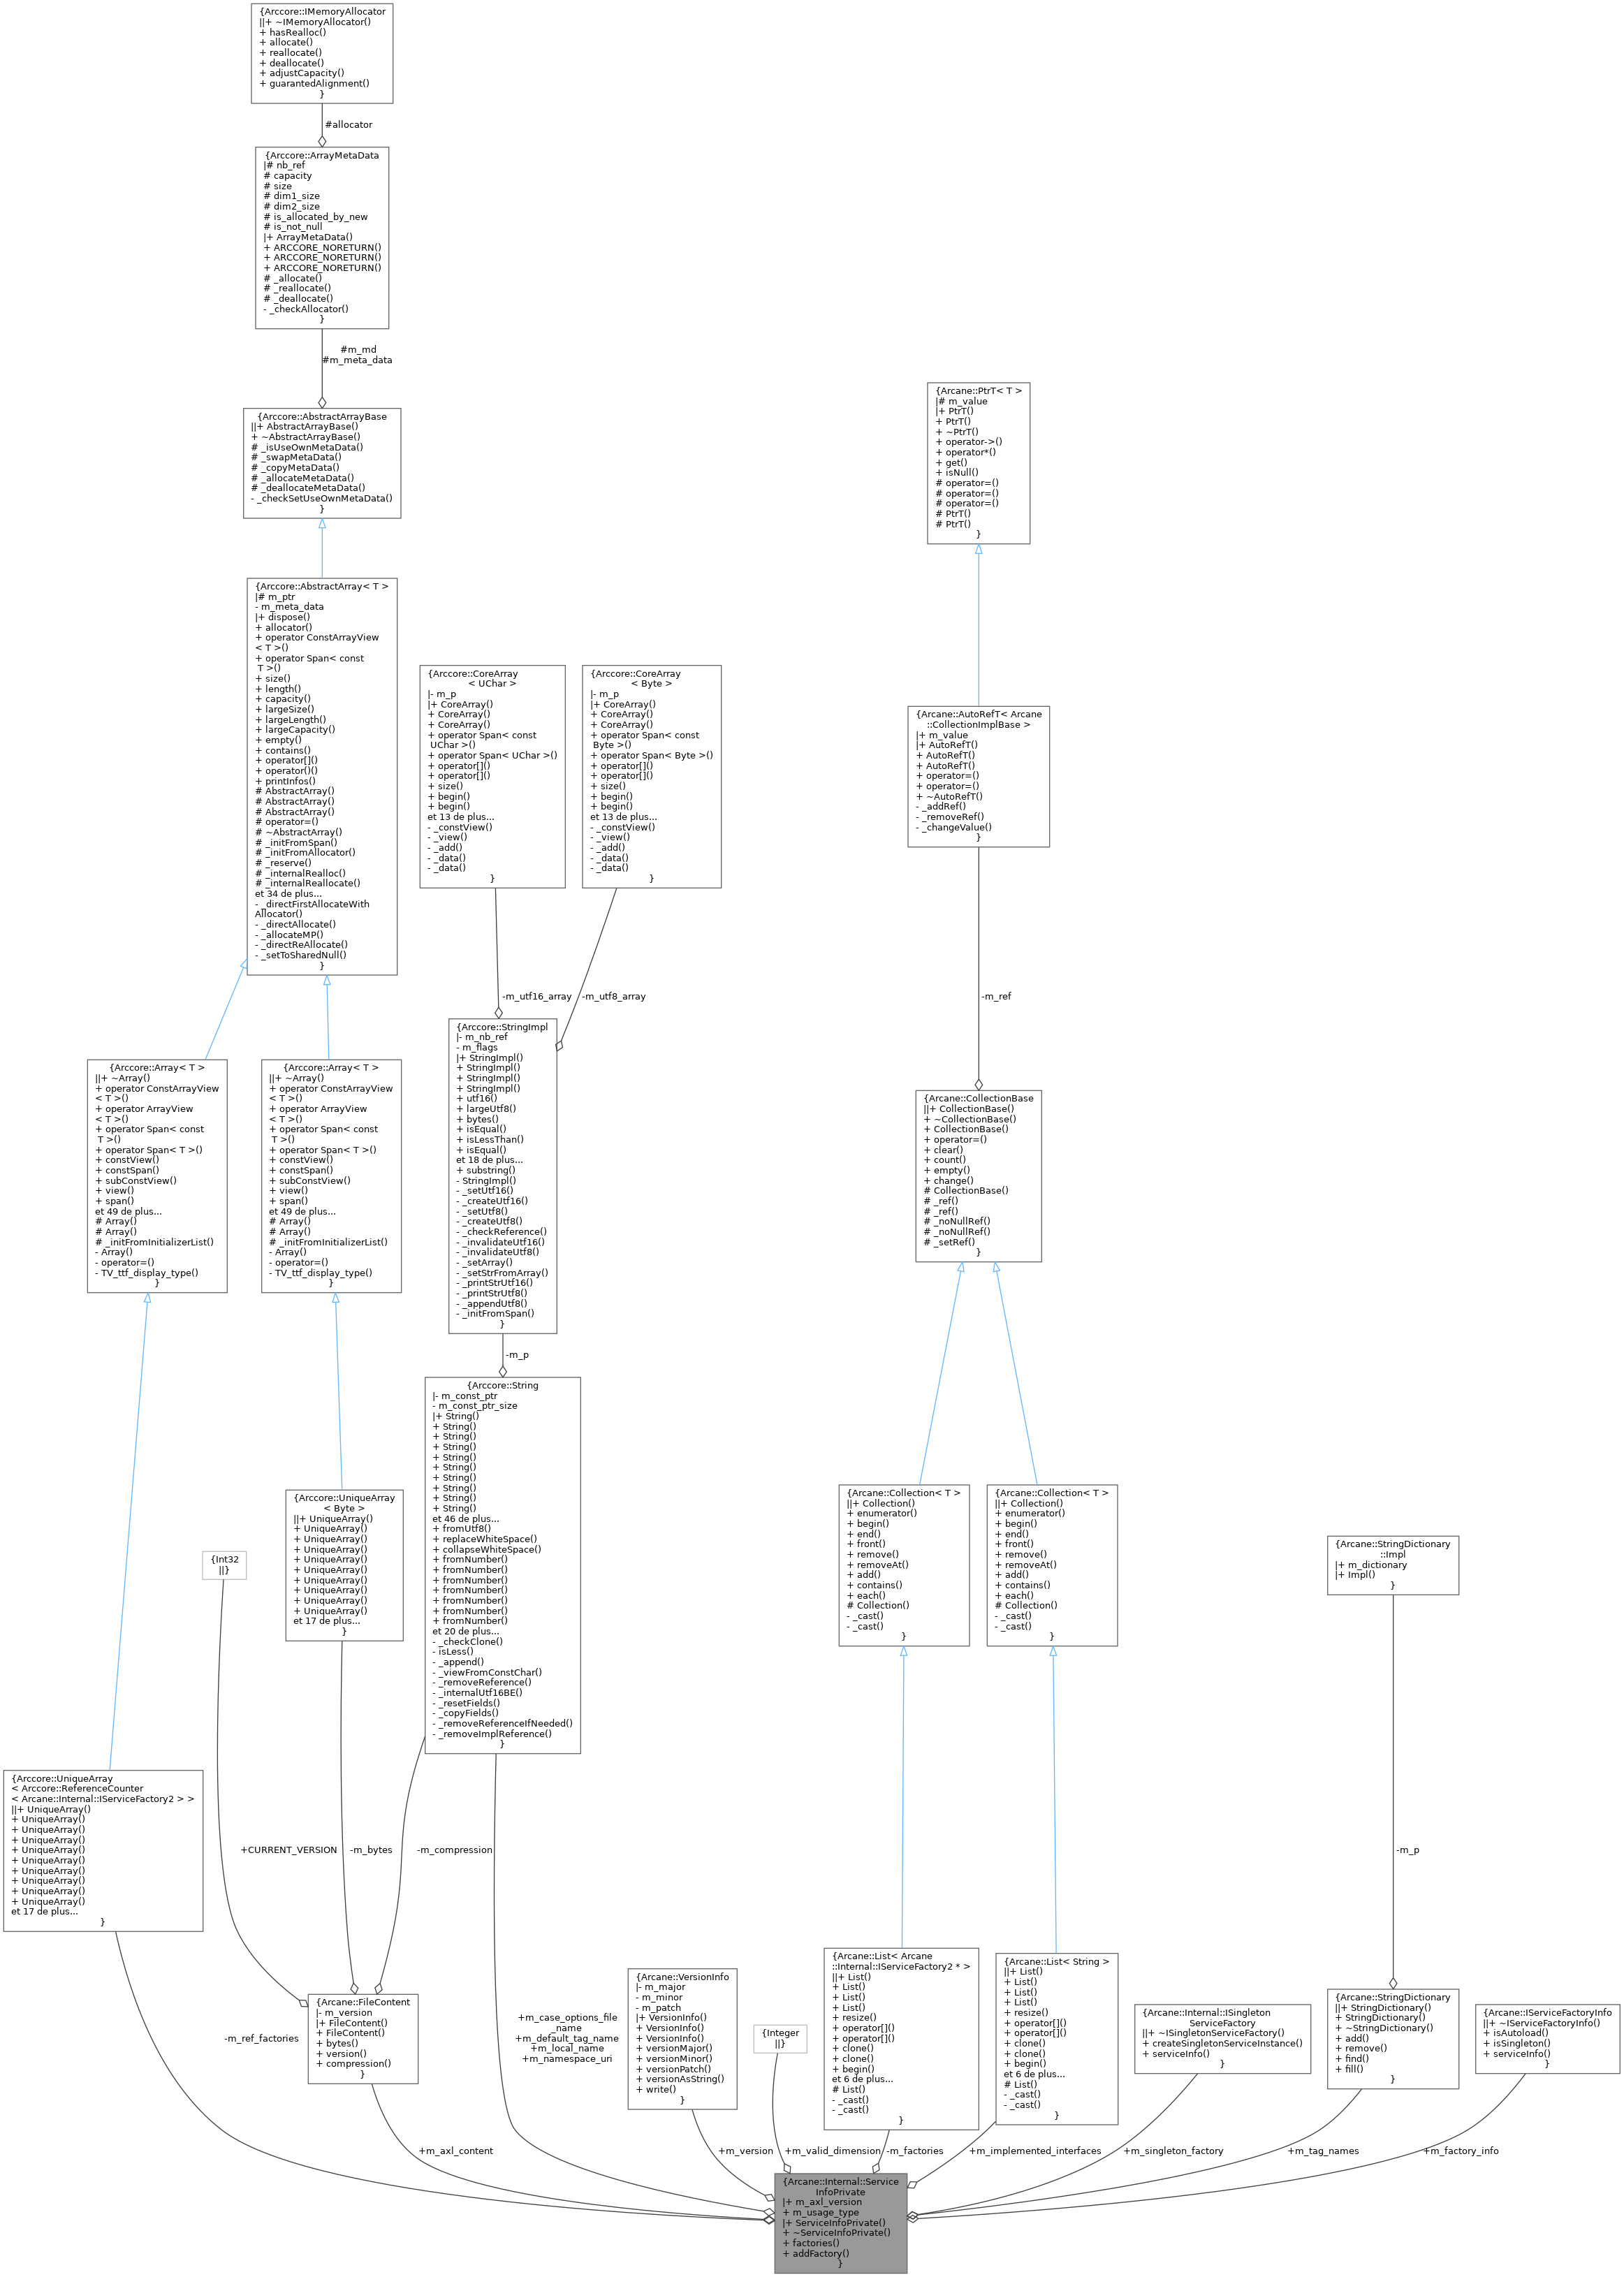 {Arccore::IMemoryAllocator
||+ ~IMemoryAllocator()
+ hasRealloc()
+ allocate()
+ reallocate()
+ deallocate()
+ adjustCapacity()
+ guarantedAlignment()
}
#allocator
{Arccore::ArrayMetaData
|# nb_ref
# capacity
# size
# dim1_size
# dim2_size
# is_allocated_by_new
# is_not_null
|+ ArrayMetaData()
+ ARCCORE_NORETURN()
+ ARCCORE_NORETURN()
+ ARCCORE_NORETURN()
# _allocate()
# _reallocate()
# _deallocate()
- _checkAllocator()
}
#m_md
#m_meta_data
{Arccore::AbstractArrayBase
||+ AbstractArrayBase()
+ ~AbstractArrayBase()
# _isUseOwnMetaData()
# _swapMetaData()
# _copyMetaData()
# _allocateMetaData()
# _deallocateMetaData()
- _checkSetUseOwnMetaData()
}
{Arcane::PtrT< T >
|# m_value
|+ PtrT()
+ PtrT()
+ ~PtrT()
+ operator->()
+ operator*()
+ get()
+ isNull()
# operator=()
# operator=()
# operator=()
# PtrT()
# PtrT()
}
{Arccore::AbstractArray< T >
|# m_ptr
- m_meta_data
|+ dispose()
+ allocator()
+ operator ConstArrayView
< T >()
+ operator Span< const
T >()
+ size()
+ length()
+ capacity()
+ largeSize()
+ largeLength()
+ largeCapacity()
+ empty()
+ contains()
+ operator[]()
+ operator()()
+ printInfos()
# AbstractArray()
# AbstractArray()
# AbstractArray()
# operator=()
# ~AbstractArray()
# _initFromSpan()
# _initFromAllocator()
# _reserve()
# _internalRealloc()
# _internalReallocate()
et 34 de plus...
- _directFirstAllocateWith
Allocator()
- _directAllocate()
- _allocateMP()
- _directReAllocate()
- _setToSharedNull()
}
{Arccore::CoreArray
< UChar >
|- m_p
|+ CoreArray()
+ CoreArray()
+ CoreArray()
+ operator Span< const
UChar >()
+ operator Span< UChar >()
+ operator[]()
+ operator[]()
+ size()
+ begin()
+ begin()
et 13 de plus...
- _constView()
- _view()
- _add()
- _data()
- _data()
}
{Arccore::CoreArray
< Byte >
|- m_p
|+ CoreArray()
+ CoreArray()
+ CoreArray()
+ operator Span< const
Byte >()
+ operator Span< Byte >()
+ operator[]()
+ operator[]()
+ size()
+ begin()
+ begin()
et 13 de plus...
- _constView()
- _view()
- _add()
- _data()
- _data()
}
{Arcane::AutoRefT< Arcane
::CollectionImplBase >
|+ m_value
|+ AutoRefT()
+ AutoRefT()
+ AutoRefT()
+ operator=()
+ operator=()
+ ~AutoRefT()
- _addRef()
- _removeRef()
- _changeValue()
}
-m_utf16_array
-m_utf8_array
-m_ref
{Arccore::Array< T >
||+ ~Array()
+ operator ConstArrayView
< T >()
+ operator ArrayView
< T >()
+ operator Span< const
T >()
+ operator Span< T >()
+ constView()
+ constSpan()
+ subConstView()
+ view()
+ span()
et 49 de plus...
# Array()
# Array()
# _initFromInitializerList()
- Array()
- operator=()
- TV_ttf_display_type()
}
{Arccore::Array< T >
||+ ~Array()
+ operator ConstArrayView
< T >()
+ operator ArrayView
< T >()
+ operator Span< const
T >()
+ operator Span< T >()
+ constView()
+ constSpan()
+ subConstView()
+ view()
+ span()
et 49 de plus...
# Array()
# Array()
# _initFromInitializerList()
- Array()
- operator=()
- TV_ttf_display_type()
}
{Arccore::StringImpl
|- m_nb_ref
- m_flags
|+ StringImpl()
+ StringImpl()
+ StringImpl()
+ StringImpl()
+ utf16()
+ largeUtf8()
+ bytes()
+ isEqual()
+ isLessThan()
+ isEqual()
et 18 de plus...
+ substring()
- StringImpl()
- _setUtf16()
- _createUtf16()
- _setUtf8()
- _createUtf8()
- _checkReference()
- _invalidateUtf16()
- _invalidateUtf8()
- _setArray()
- _setStrFromArray()
- _printStrUtf16()
- _printStrUtf8()
- _appendUtf8()
- _initFromSpan()
}
{Arcane::CollectionBase
||+ CollectionBase()
+ ~CollectionBase()
+ CollectionBase()
+ operator=()
+ clear()
+ count()
+ empty()
+ change()
# CollectionBase()
# _ref()
# _ref()
# _noNullRef()
# _noNullRef()
# _setRef()
}
-m_p
{Arccore::String
|- m_const_ptr
- m_const_ptr_size
|+ String()
+ String()
+ String()
+ String()
+ String()
+ String()
+ String()
+ String()
+ String()
+ String()
et 46 de plus...
+ fromUtf8()
+ replaceWhiteSpace()
+ collapseWhiteSpace()
+ fromNumber()
+ fromNumber()
+ fromNumber()
+ fromNumber()
+ fromNumber()
+ fromNumber()
+ fromNumber()
et 20 de plus...
- _checkClone()
- isLess()
- _append()
- _viewFromConstChar()
- _removeReference()
- _internalUtf16BE()
- _resetFields()
- _copyFields()
- _removeReferenceIfNeeded()
- _removeImplReference()
}
{Int32
||}
{Arccore::UniqueArray
< Byte >
||+ UniqueArray()
+ UniqueArray()
+ UniqueArray()
+ UniqueArray()
+ UniqueArray()
+ UniqueArray()
+ UniqueArray()
+ UniqueArray()
+ UniqueArray()
+ UniqueArray()
et 17 de plus...
}
{Arcane::Collection< T >
||+ Collection()
+ enumerator()
+ begin()
+ end()
+ front()
+ remove()
+ removeAt()
+ add()
+ contains()
+ each()
# Collection()
- _cast()
- _cast()
}
{Arcane::Collection< T >
||+ Collection()
+ enumerator()
+ begin()
+ end()
+ front()
+ remove()
+ removeAt()
+ add()
+ contains()
+ each()
# Collection()
- _cast()
- _cast()
}
{Arcane::StringDictionary
::Impl
|+ m_dictionary
|+ Impl()
}
{Arccore::UniqueArray
< Arccore::ReferenceCounter
< Arcane::Internal::IServiceFactory2 > >
||+ UniqueArray()
+ UniqueArray()
+ UniqueArray()
+ UniqueArray()
+ UniqueArray()
+ UniqueArray()
+ UniqueArray()
+ UniqueArray()
+ UniqueArray()
+ UniqueArray()
et 17 de plus...
}
+CURRENT_VERSION
-m_bytes
-m_compression
-m_p
{Arcane::FileContent
|- m_version
|+ FileContent()
+ FileContent()
+ bytes()
+ version()
+ compression()
}
-m_ref_factories
+m_case_options_file
_name
+m_default_tag_name
+m_local_name
+m_namespace_uri
{Arcane::VersionInfo
|- m_major
- m_minor
- m_patch
|+ VersionInfo()
+ VersionInfo()
+ VersionInfo()
+ versionMajor()
+ versionMinor()
+ versionPatch()
+ versionAsString()
+ write()
}
{Integer
||}
{Arcane::List< Arcane
::Internal::IServiceFactory2 * >
||+ List()
+ List()
+ List()
+ List()
+ resize()
+ operator[]()
+ operator[]()
+ clone()
+ clone()
+ begin()
et 6 de plus...
# List()
- _cast()
- _cast()
}
{Arcane::List< String >
||+ List()
+ List()
+ List()
+ List()
+ resize()
+ operator[]()
+ operator[]()
+ clone()
+ clone()
+ begin()
et 6 de plus...
# List()
- _cast()
- _cast()
}
{Arcane::Internal::ISingleton
ServiceFactory
||+ ~ISingletonServiceFactory()
+ createSingletonServiceInstance()
+ serviceInfo()
}
{Arcane::StringDictionary
||+ StringDictionary()
+ StringDictionary()
+ ~StringDictionary()
+ add()
+ remove()
+ find()
+ fill()
}
{Arcane::IServiceFactoryInfo
||+ ~IServiceFactoryInfo()
+ isAutoload()
+ isSingleton()
+ serviceInfo()
}
+m_axl_content
+m_version
+m_valid_dimension
-m_factories
+m_implemented_interfaces
+m_singleton_factory
+m_tag_names
+m_factory_info
{Arcane::Internal::Service
InfoPrivate
|+ m_axl_version
+ m_usage_type
|+ ServiceInfoPrivate()
+ ~ServiceInfoPrivate()
+ factories()
+ addFactory()
}